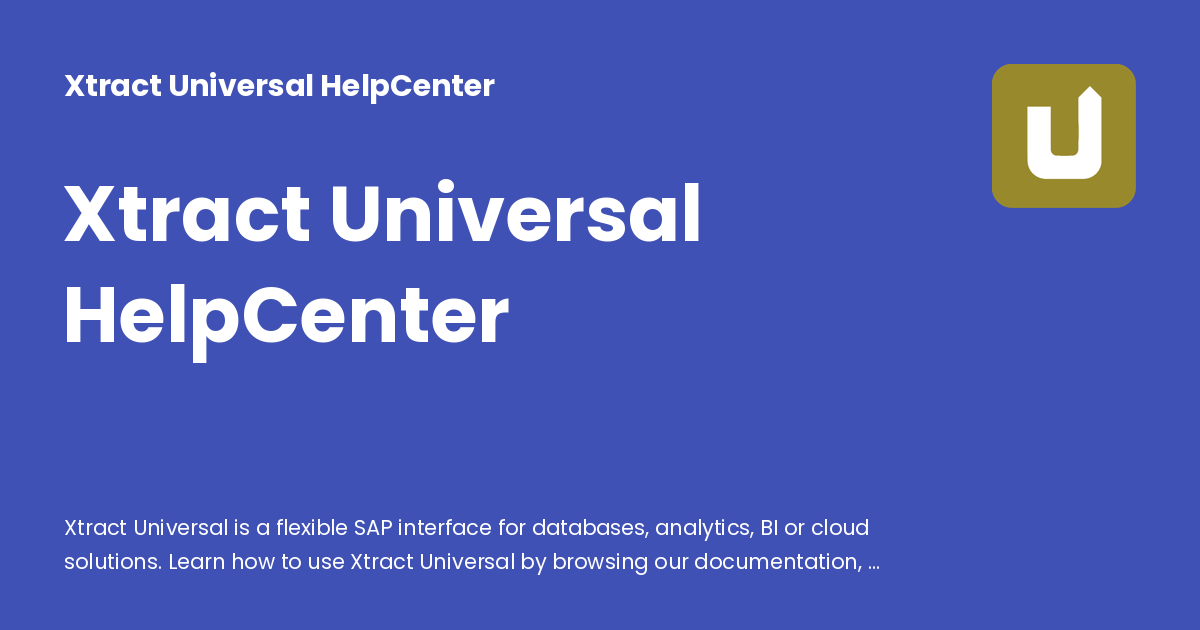 Xtract Universal HelpCenter
Xtract Universal
HelpCenter
Xtract Universal is a flexible SAP interface for databases, analytics, BI or cloud
solutions. Learn how to use Xtract Universal by browsing our documentation, ...